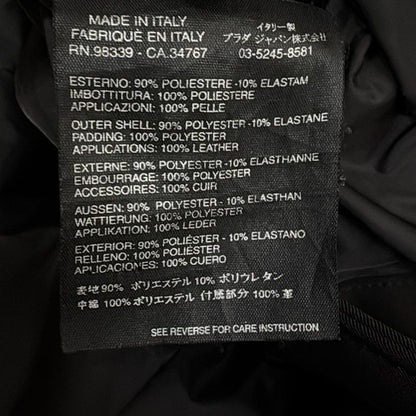 MADE IN ITALY
FABRIQUÉ EN ITALY
RN.98339 - CA.34767
イタリー製
プラダ ジャパン株式会社
03-5245-8581
ESTERNO: 90% POLIESTERE -10% ELASTAM
IMBOTTITURA: 100% POLIESTERE
APPLICAZIONI: 100% PELLE
OUTER SHELL: 90% POLYESTER -10% ELASTANE
PADDING: 100% POLYESTER
APPLICATIONS: 100% LEATHER
EXTERNE: 90% POLYESTER -10% ELASTHANNE
EMBOURRAGE: 100% POLYESTER
ACCESSOIRES: 100% CUIR
AUSSEN: 90% POLYESTER -10% ELASTHAN
WATTIERUNG: 100% POLYESTER
APPLIKATION: 100% LEDER
EXTERIOR: 90% POLIÉSTER - 10% ELASTANO
RELLENO: 100% POLIÉSTER
APLICACIONES: 100% CUERO
表地 90% ポリエステル 10% ポリウレ タン
中綿 100% ポリエステル 付属部分 100% 革
SEE REVERSE FOR CARE INSTRUCTION